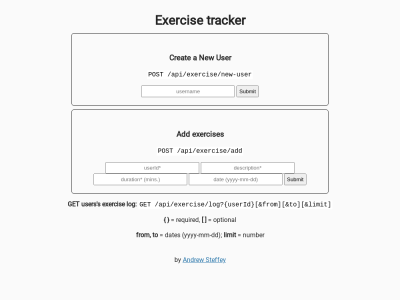 Exercise tracker
Create a New User
POST /api/exercise/new-user
username Submit
Add exercises
POST /api/exercise/add
userId* description*
duration* (mins.) date (yyyy-mm-dd) Submit
GET users's exercise log: GET /api/exercise/log?{userId}[&from][&to][&limit]
{ } = required, [ ] = optional
from, to = dates (yyyy-mm-dd); limit = number
by Andrew Steffey